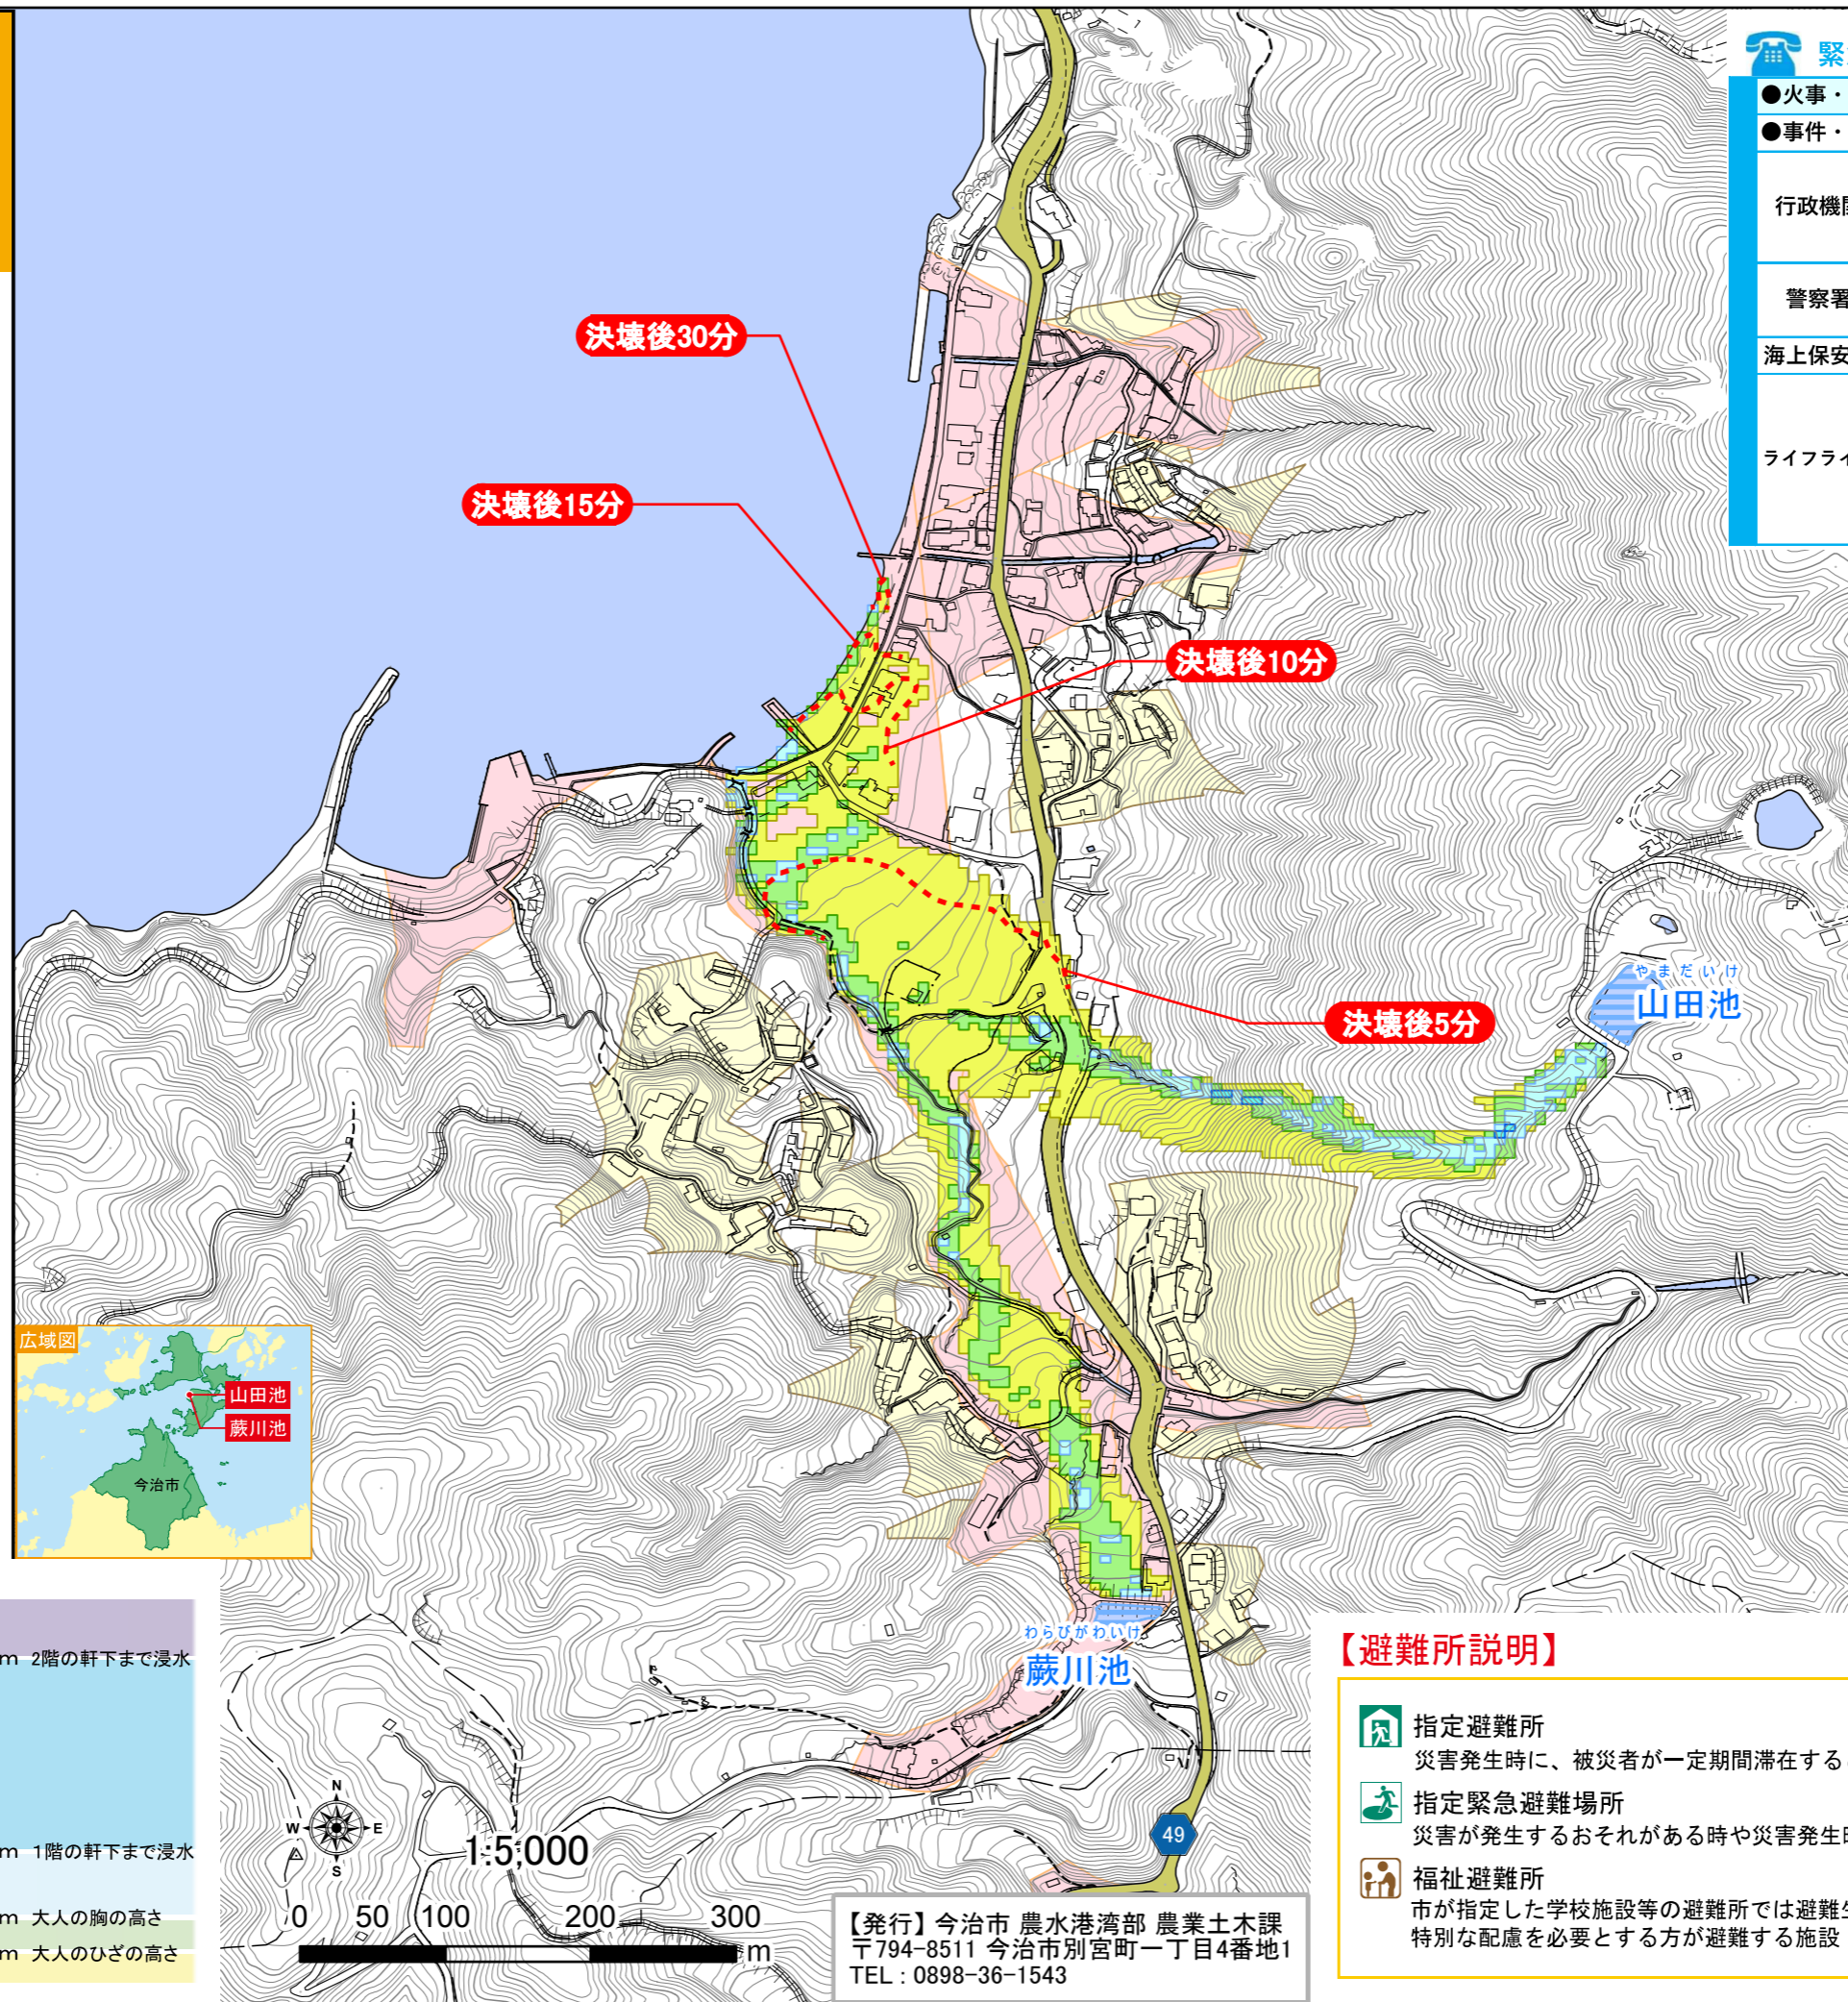 緊
●火事・
●事件・
行政機関
警察署
海上保安
ライフライ
決壊後30分
決壊後15分
決壊後10分
決壊後5分
やまだいけ
山田池
広域図
山田池
蕨川池
今治市
わらびがわいけ
蕨川池
m 2階の軒下まで浸水
m 1階の軒下まで浸水
m 大人の胸の高さ
m 大人のひざの高さ
N
W E
S
1:5,000
0 50 100 200 300
m
49
【発行】今治市 農水港湾部 農業土木課
〒794-8511 今治市別宮町一丁目4番地1
TEL : 0898-36-1543
【避難所説明】
指定避難所
災害発生時に、被災者が一定期間滞在する
指定緊急避難場所
災害が発生するおそれがある時や災害発生時
福祉避難所
市が指定した学校施設等の避難所では避難生
特別な配慮を必要とする方が避難する施設